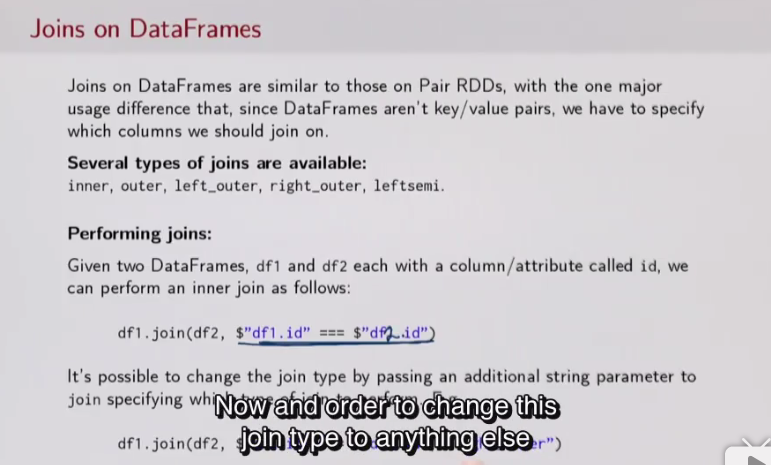 Joins on DataFrames
Joins on DataFrames are similar to those on Pair RDDs, with the one major
usage difference that, since DataFrames aren't key/value pairs, we have to specify
which columns we should join on.
Several types of joins are available:
inner, outer, left_outer, right_outer, leftsemi.
Performing joins:
Given two DataFrames, df1 and df2 each with a column/attribute called id, we
can perform an inner join as follows:
df1.join(df2, $"df1.id" === $"df2.id")
It's possible to change the join type by passing an additional string parameter to
join specifying
Now and order to change this
df1.join(df2,
join type to anything else